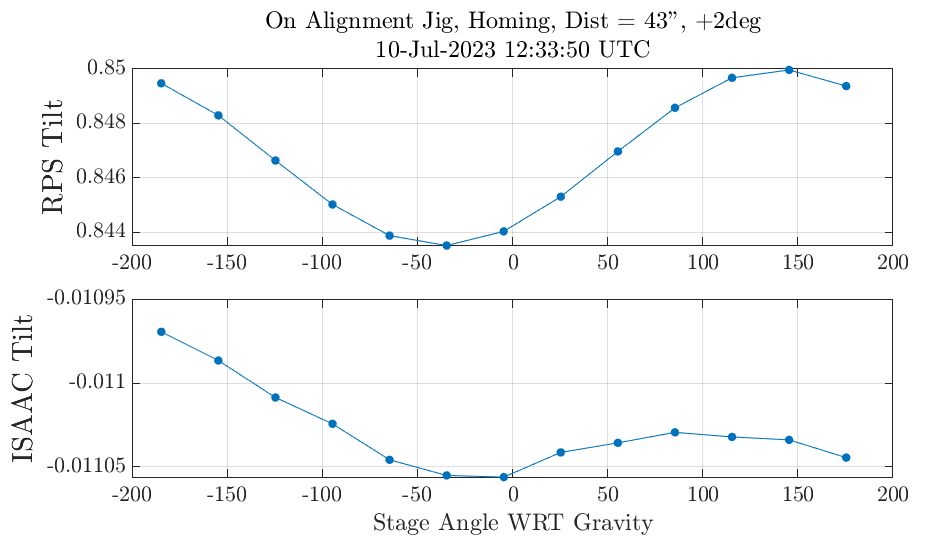 On Alignment Jig, Homing, Dist = 43", +2deg
10-Jul-2023 12:33:50 UTC
RPS Tilt
0.85
0.848
0.846
0.844
-200 -150 -100 -50 0 50 100 150 200
ISAAC Tilt
-0.01095
-0.011
-0.01105
-200 -150 -100 -50 0 50 100 150 200
Stage Angle WRT Gravity